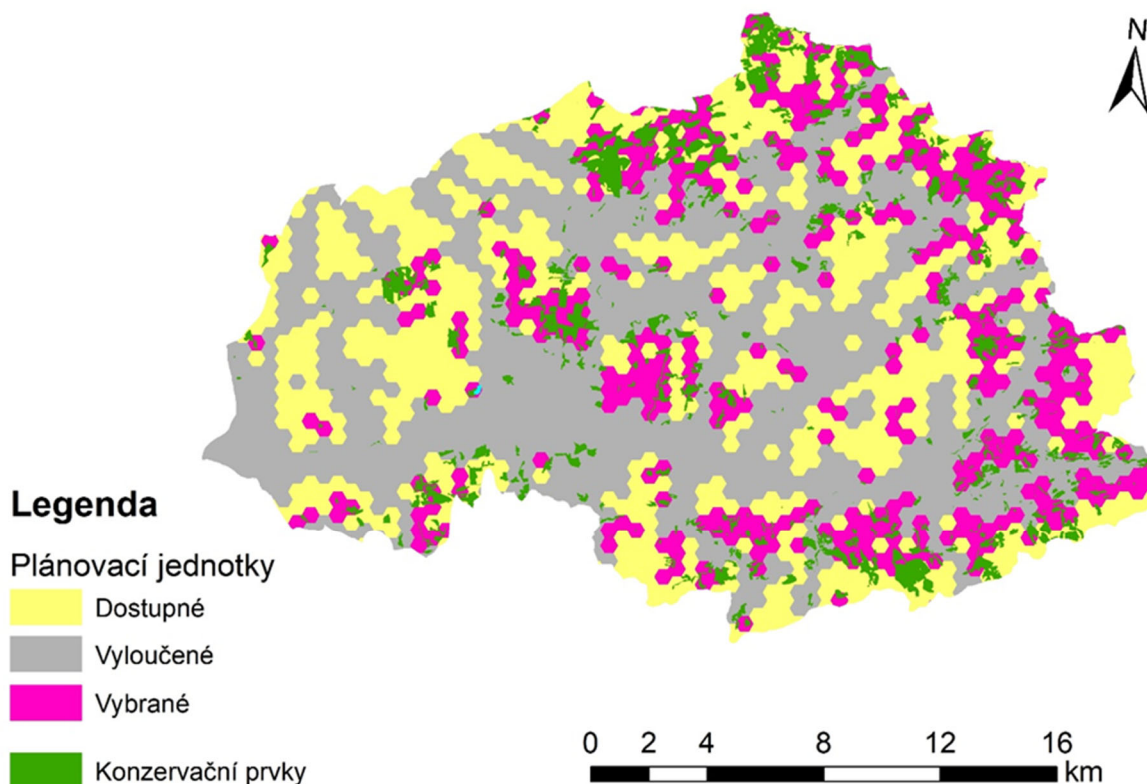 N
Legenda
Plánovací jednotky
Dostupné
Vyloučené
Vybrané
Konzervační prvky
0 2 4 8 12 16
km